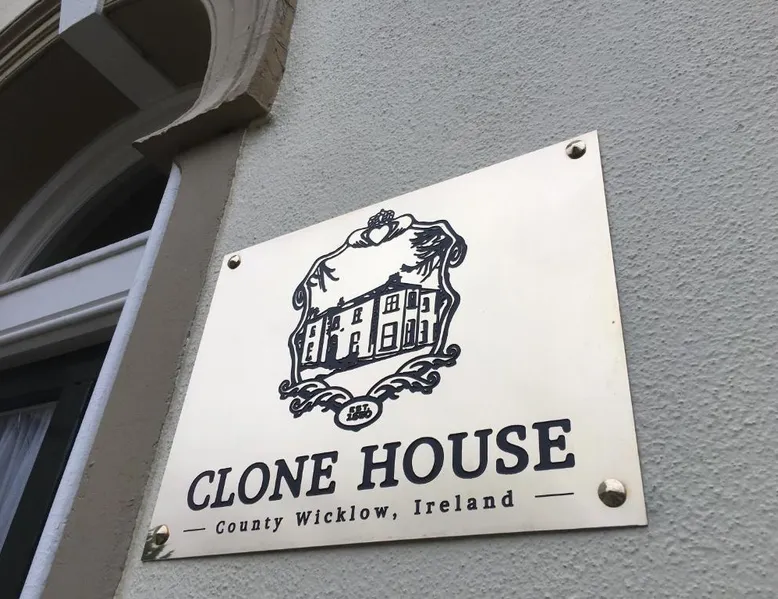 EST.
CLONE HOUSE
County Wicklow, Ireland